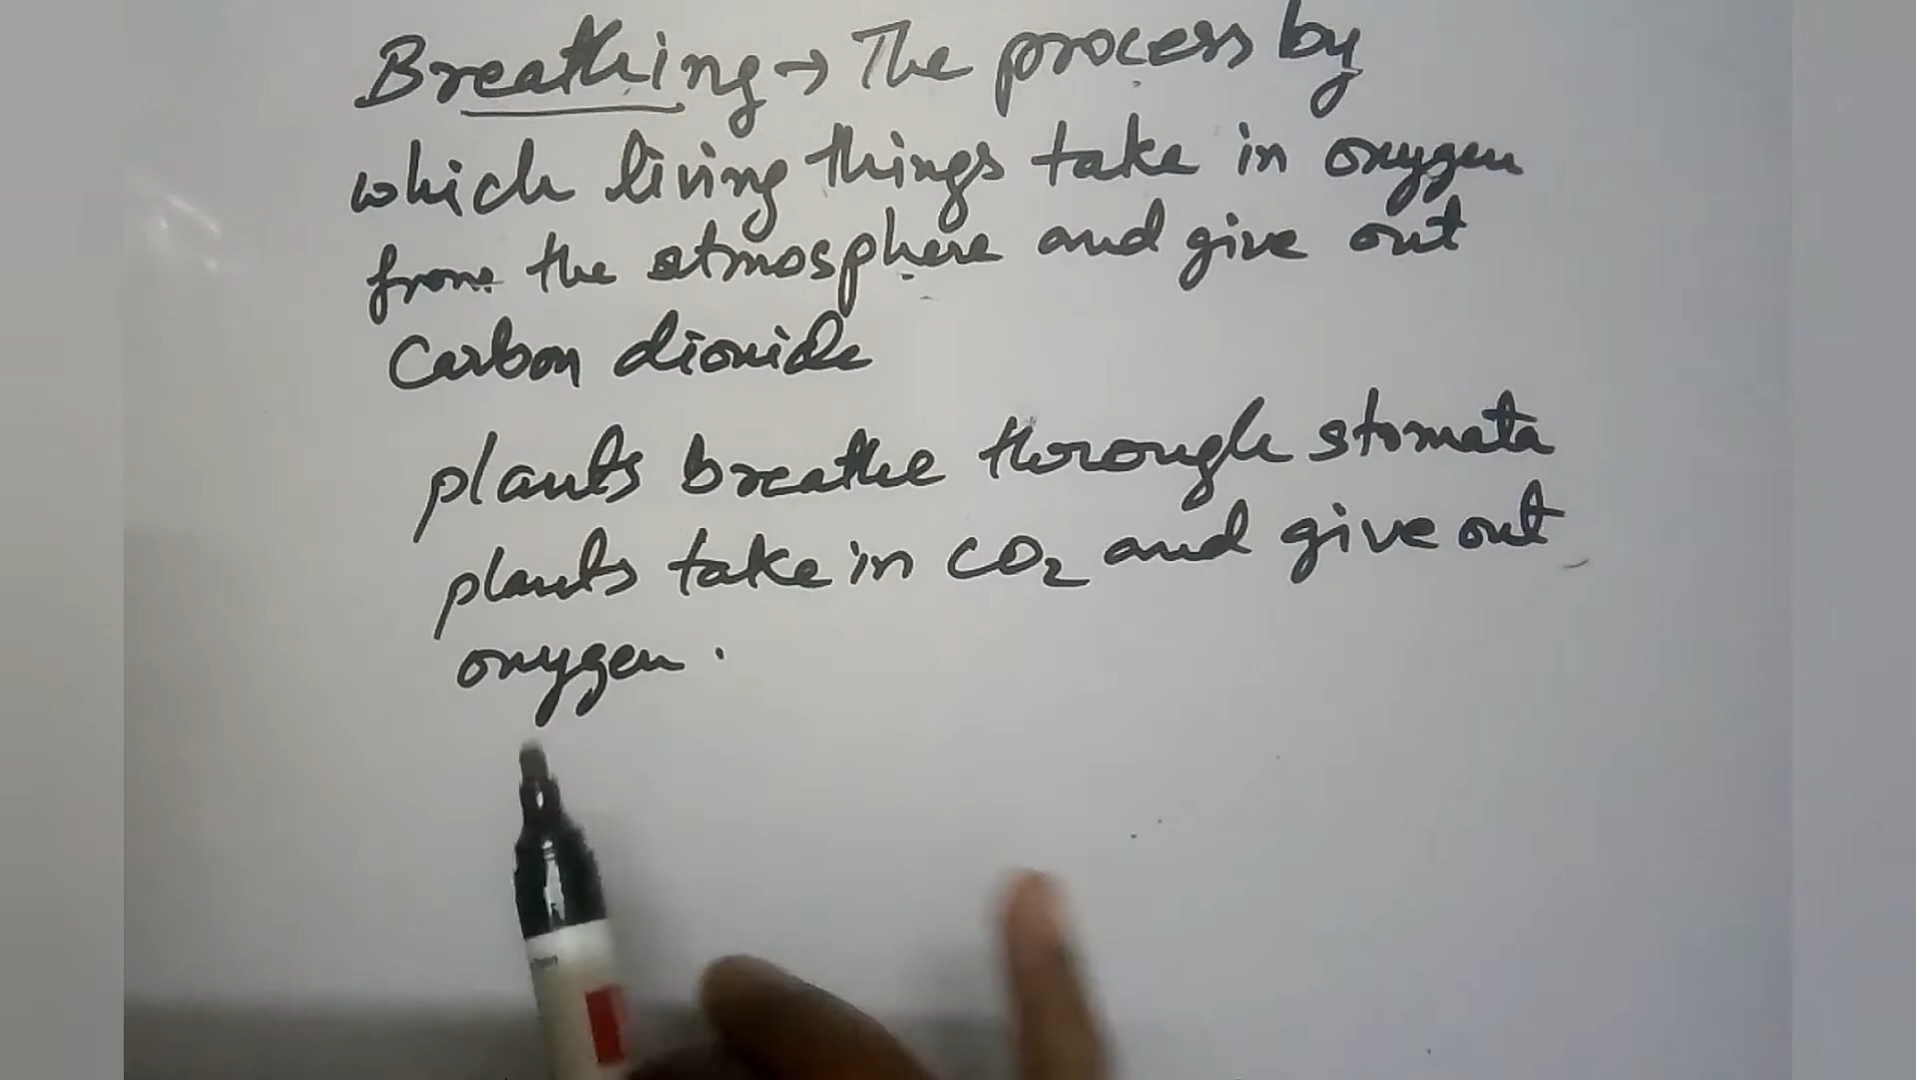 Breathing → The process by
which living things take in oxygen
from the atmosphere and give out
Carbon dioxide
plants breathe through stomata
plants take in CO₂ and give out
oxygen.